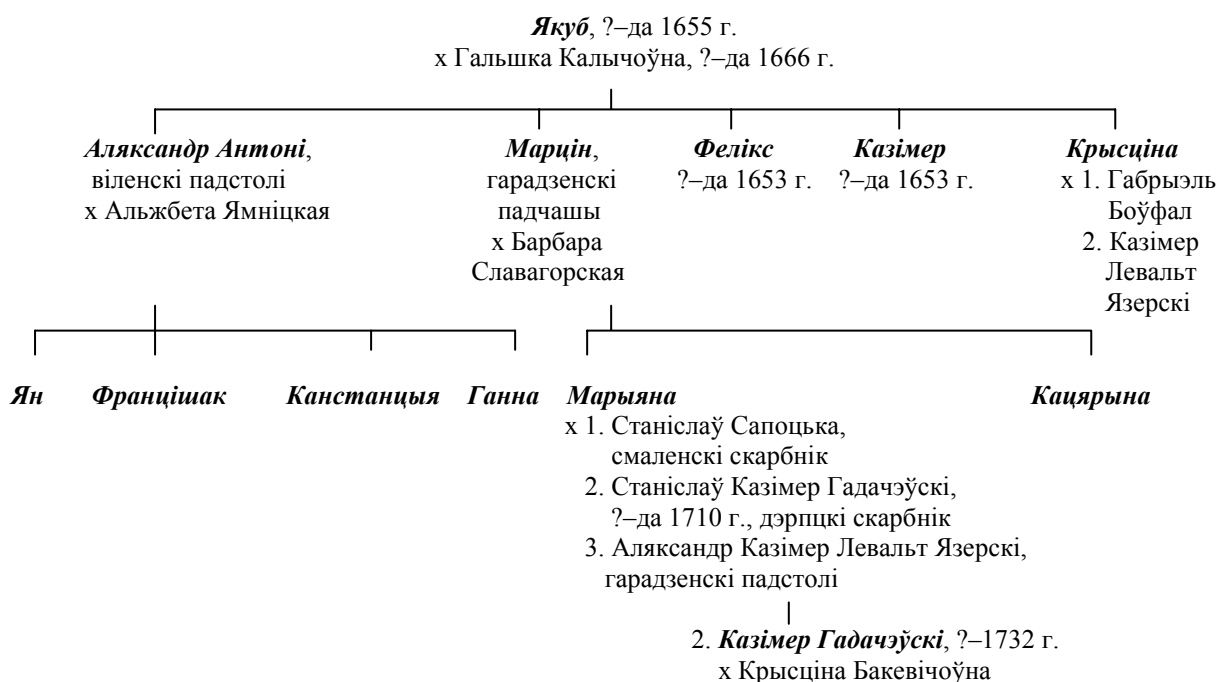 Якуб, ?–да 1655 г.
х Гальшка Калычоўна, ?–да 1666 г.
Аляксандр Антоні,
віленскі падстолі
х Альжбета Ямніцкая
Марцін,
гарадзенскі
падчашы
х Барбара
Славагорская
Фелікс
?–да 1653 г.
Казімер
?–да 1653 г.
Крысціна
х 1. Габрыэль
Боўфал
2. Казімер
Левальт
Язерскі
Ян
Францішак
Канстанцыя
Ганна
Марыяна
х 1. Станіслаў Сапоцька,
смаленскі скарбнік
2. Станіслаў Казімер Гадачэўскі,
?–да 1710 г., дэрпцкі скарбнік
3. Аляксандр Казімер Левальт Язерскі,
гарадзенскі падстолі
Кацярына
2. Казімер Гадачэўскі, ?–1732 г.
х Крысціна Бакевічоўна